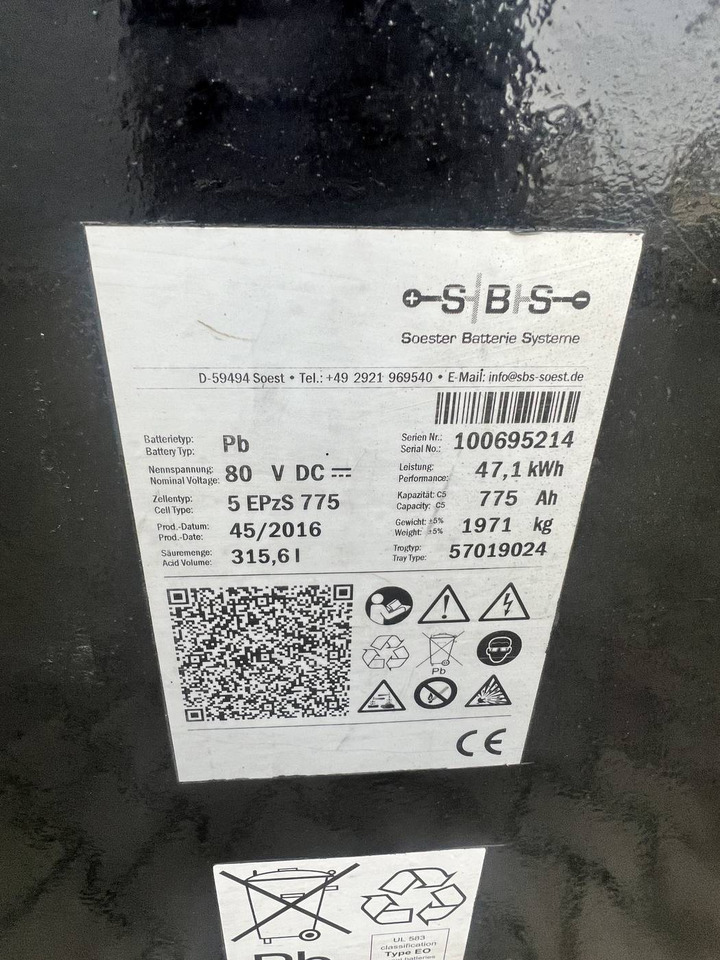 S B S
Soester Batterie Systeme
D-59494 Soest • Tel.: +49 2921 969540 • E-Mail: info@sbs-soest.de
Batterietyp: Pb
Battery Typ:
Serien Nr.: 100695214
Serial No.:
Nennspannung: 80 V DC
Nominal Voltage:
Leistung: 47,1 kWh
Performance:
Zellentyp: 5 EPzS 775
Cell Type:
Kapazität: C5 775 Ah
Capacity: C5
Prod.-Datum: 45/2016
Prod.-Date:
Gewicht: ±5% 1971 kg
Weight: ±5%
Säuremenge: 315,6 l
Acid Volume:
Trogtyp: 57019024
Tray Type:
Pb
CE
Pb
UL 583
classification
Type EO
batteries